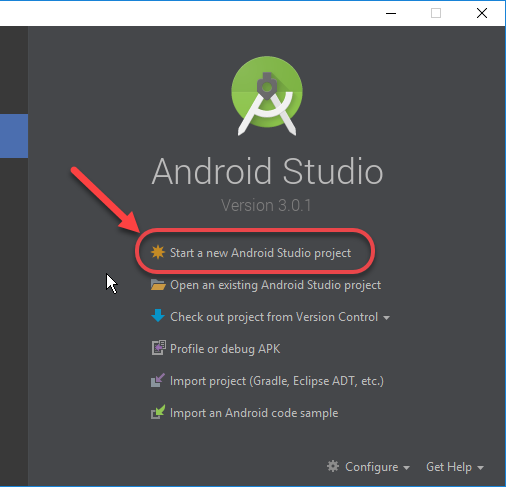 Android Studio
Version 3.0.1
Start a new Android Studio project
Open an existing Android Studio project
Check out project from Version Control
Profile or debug APK
Import project (Gradle, Eclipse ADT, etc.)
Import an Android code sample
Configure
Get Help